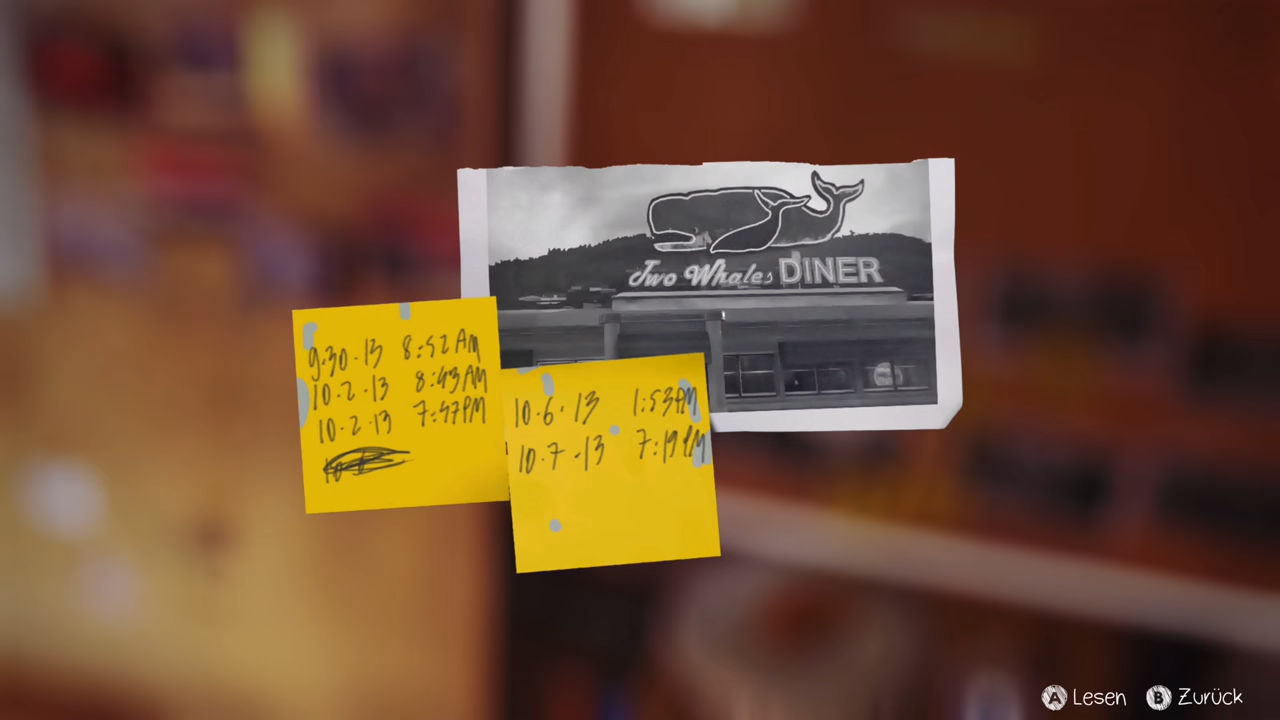 Two Whales DINER
9.30.13 8:52AM
10.2.13 8:43AM
10.2.13 7:47PM
10.6.13 1:53PM
10.7.13 7:19PM
A Lesen B Zurück